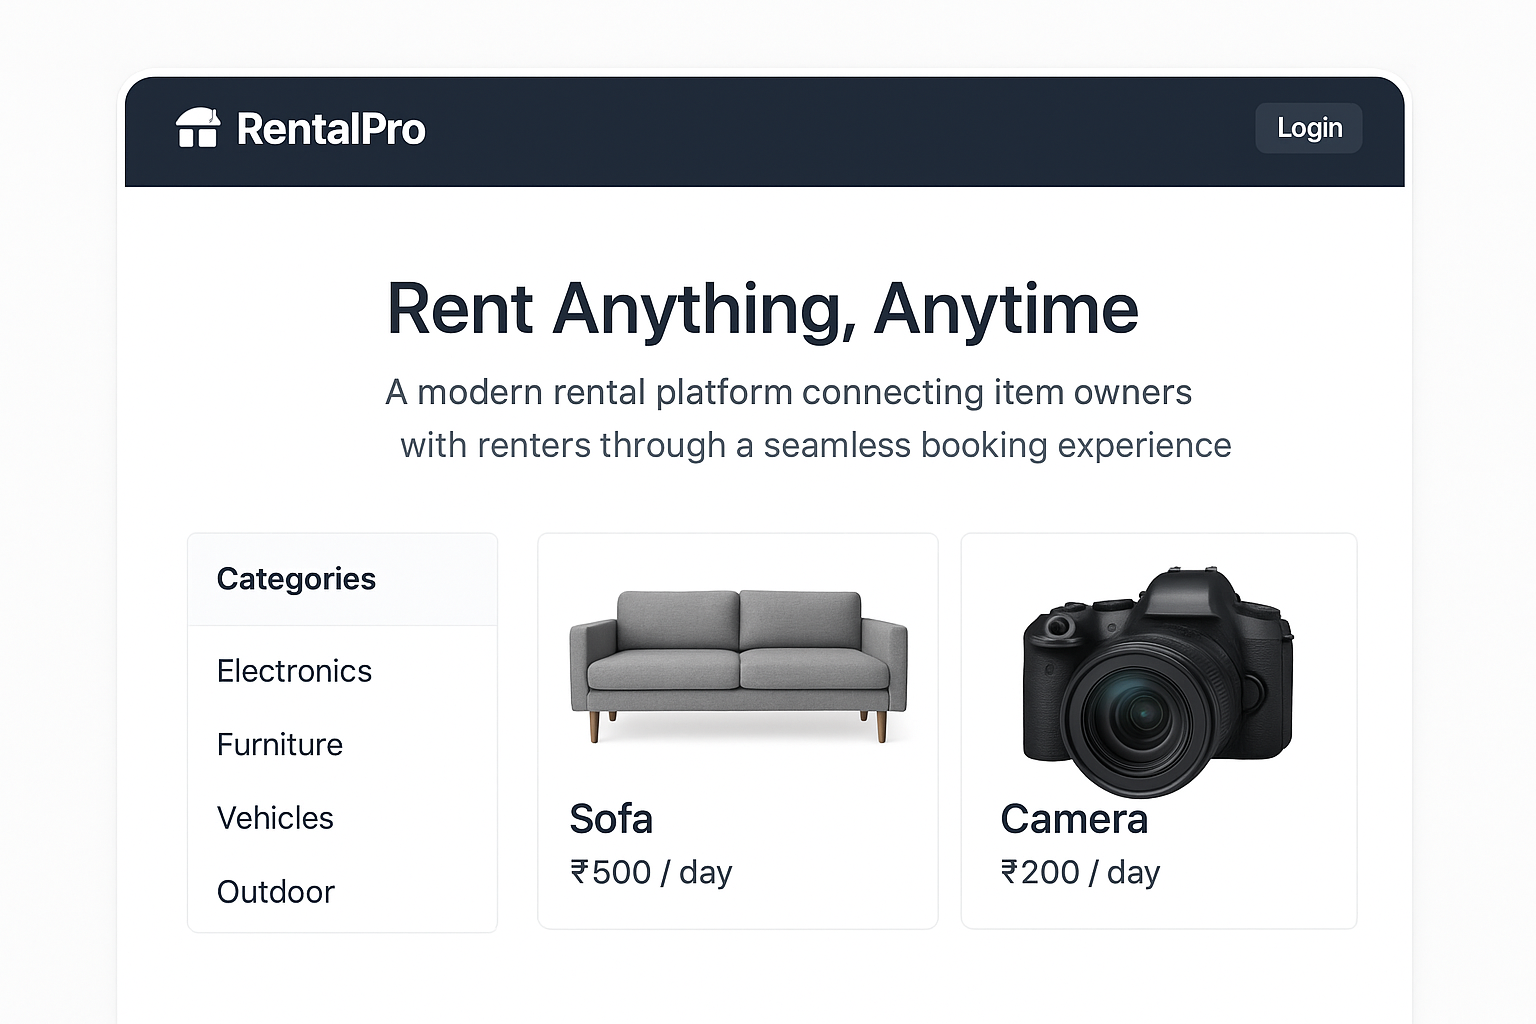 RentalPro
Login
Rent Anything, Anytime
A modern rental platform connecting item owners
with renters through a seamless booking experience
Categories
Electronics
Furniture
Vehicles
Outdoor
Sofa
₹500 / day
Camera
₹200 / day